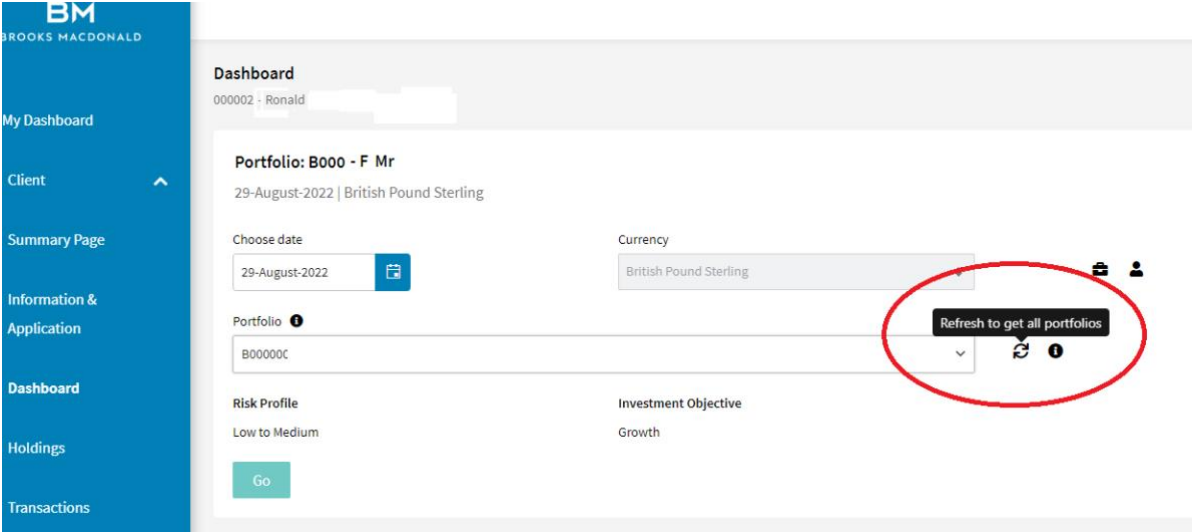 BM
BROOKS MACDONALD
My Dashboard
Client
Summary Page
Information &
Application
Dashboard
Holdings
Transactions
Dashboard
000002 - Ronald
Portfolio: B000 - F Mr
29-August-2022 | British Pound Sterling
Choose date
Currency
29-August-2022
British Pound Sterling
Portfolio
Refresh to get all portfolios
B00000C
Risk Profile
Investment Objective
Low to Medium
Growth
Go